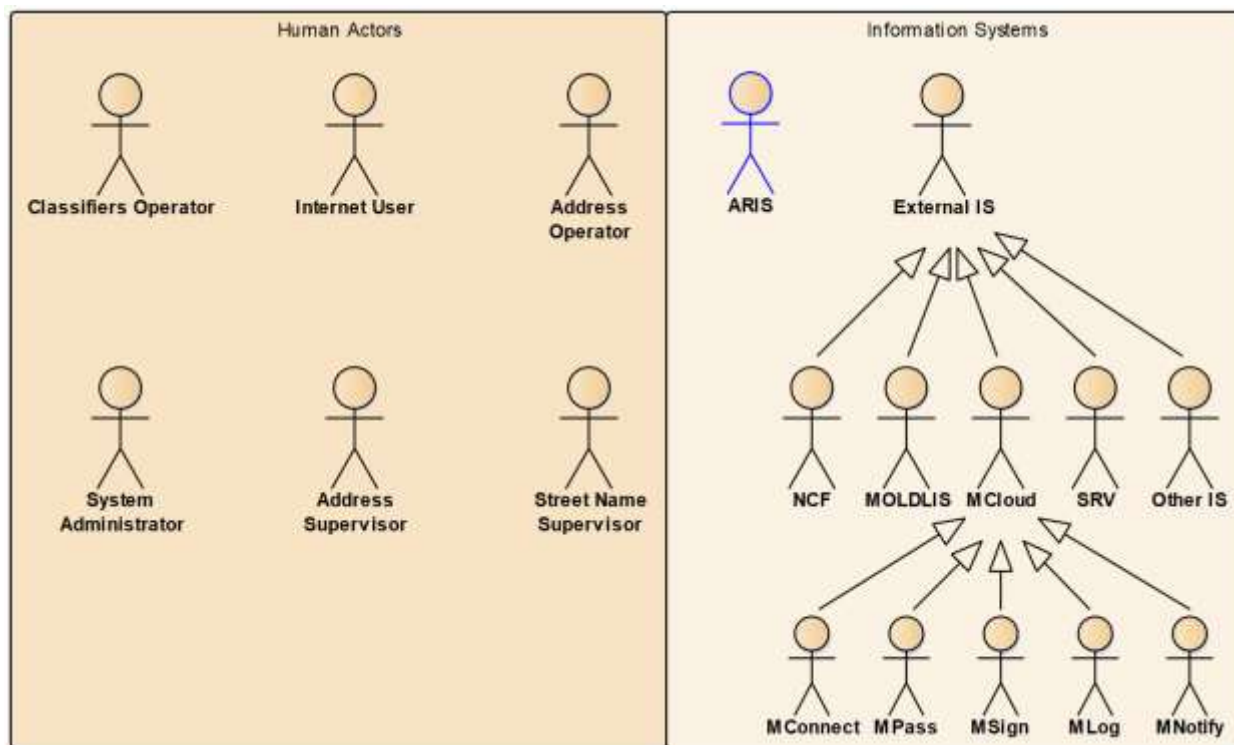 Human Actors
Information Systems
Classifiers Operator
Internet User
Address
Operator
ARIS
External IS
System
Administrator
Address
Supervisor
Street Name
Supervisor
NCF
MOLDLIS
MCloud
SRV
Other IS
MConnect
MPass
MSign
MLog
MNotify